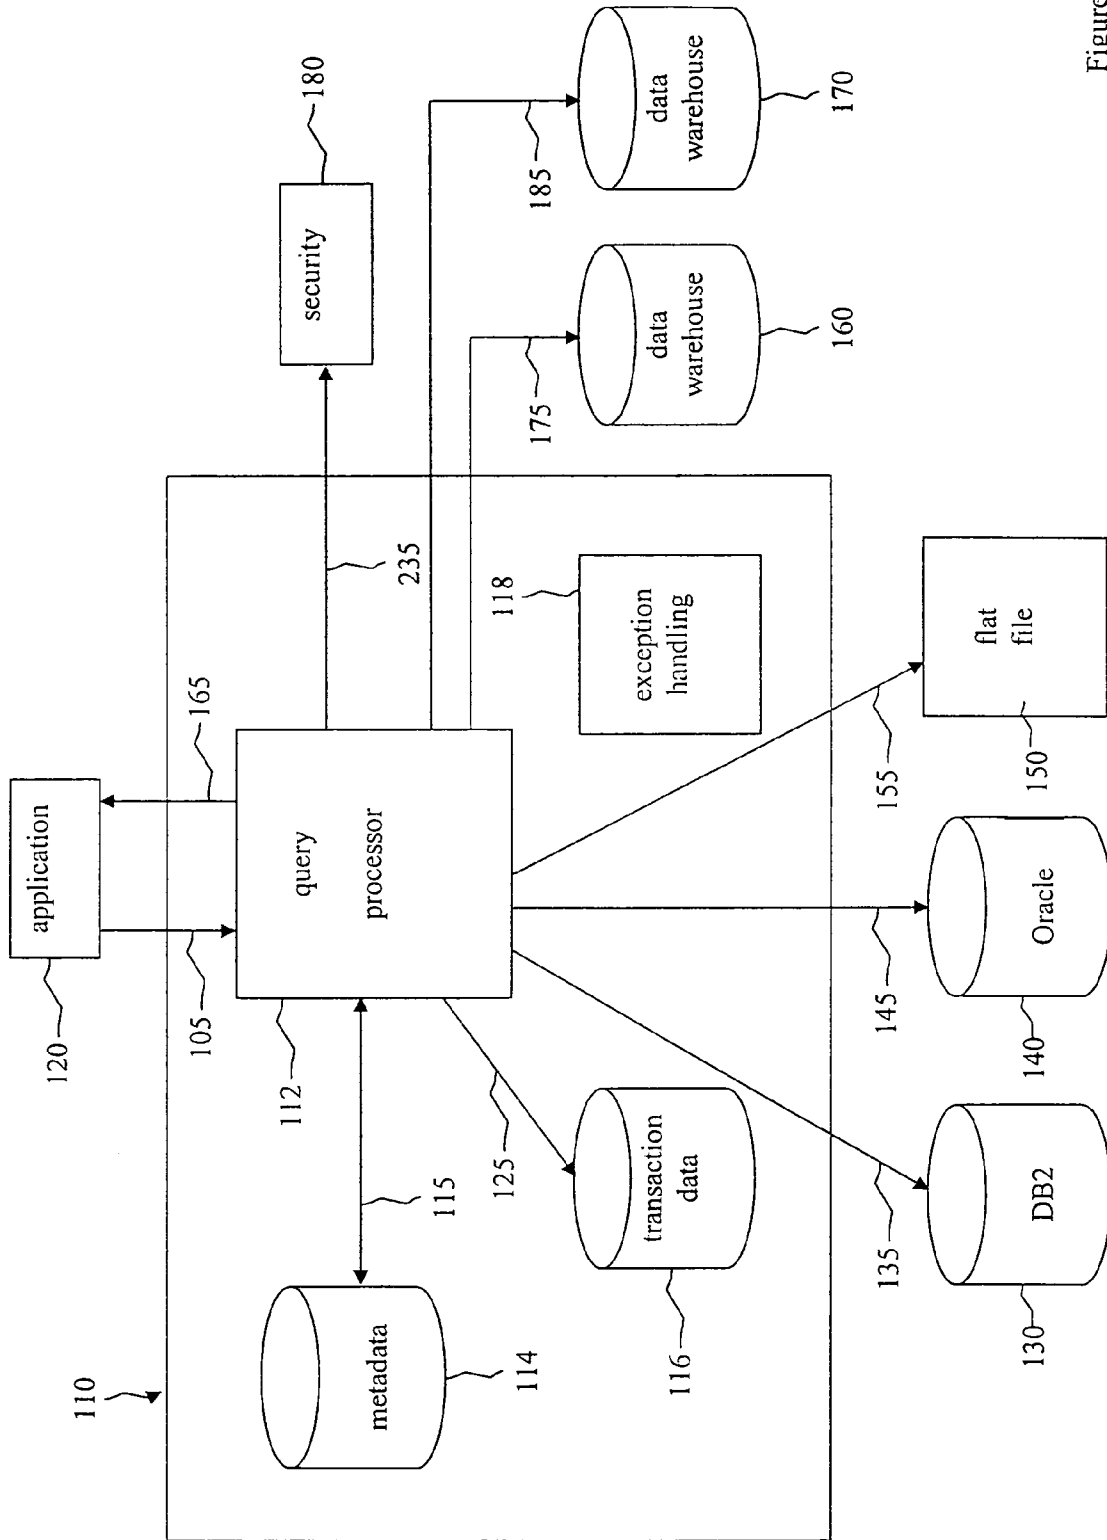 120
application
110
180
105
165
112
118
security
115
235
query
processor
metadata
114
125
116
transaction
data
exception
handling
175
185
data
warehouse
data
warehouse
160
170
135
145
155
130
140
150
DB2
Oracle
flat
file
Figure